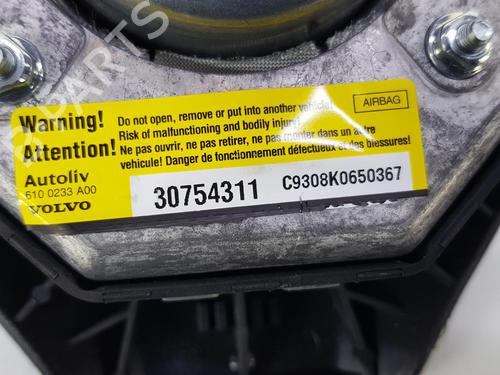 Warning!
Attention!
Do not open, remove or put into another vehicle!
Risk of malfunctioning and bodily injury!
Ne pas ouvrir, ne pas retirer, ne pas monter dans un autre
vehicule! Danger de fonctionnement défectueux et des blessures!
AIRBAG
Autoliv
610 0233 A00
VOLVO
30754311
C9308K0650367